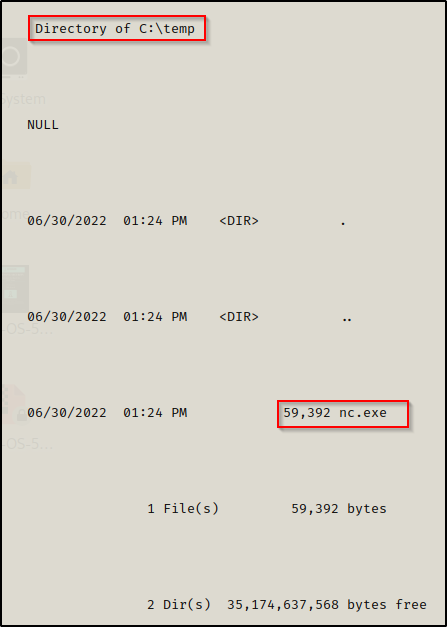 Directory of C:\temp
NULL
06/30/2022  01:24 PM    <DIR>          .
06/30/2022  01:24 PM    <DIR>          ..
06/30/2022  01:24 PM            59,392 nc.exe
1 File(s)         59,392 bytes
2 Dir(s)  35,174,637,568 bytes free